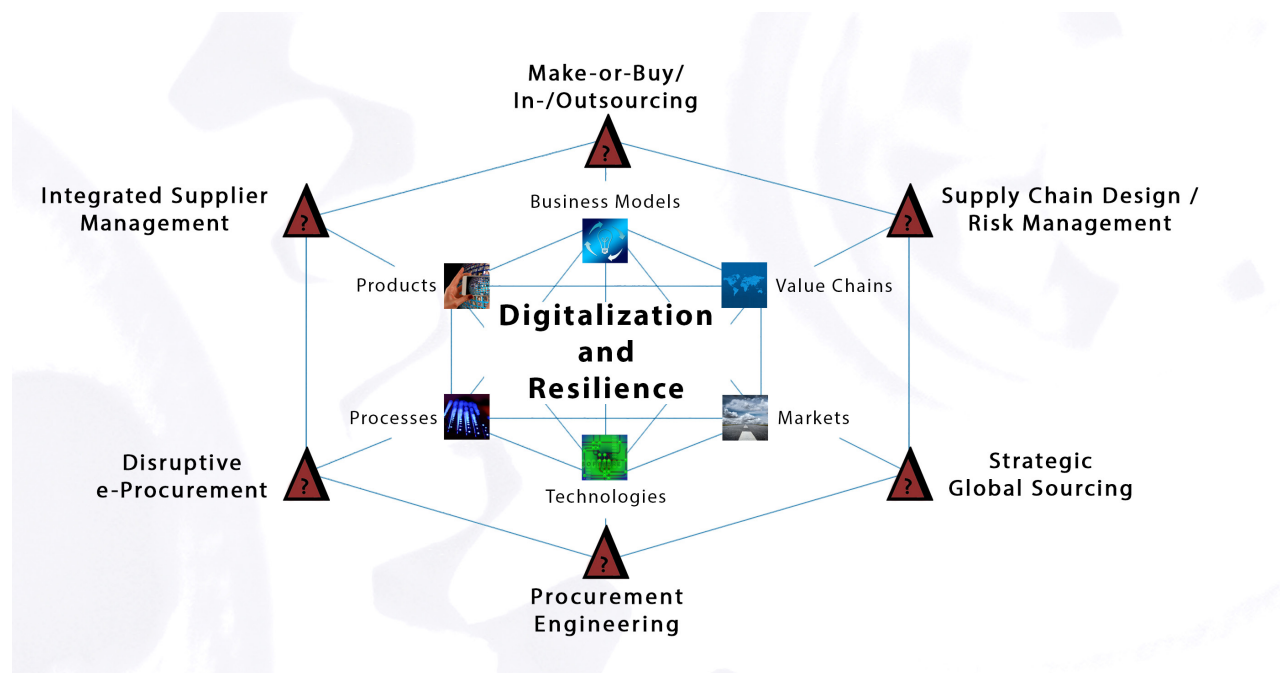 Make-or-Buy/
In-/Outsourcing
?
Integrated Supplier
Management
?
Supply Chain Design /
Risk Management
?
Business Models
Products
Value Chains
Digitalization
and
Resilience
Processes
Markets
Technologies
Disruptive
e-Procurement
?
Strategic
Global Sourcing
?
?
Procurement
Engineering